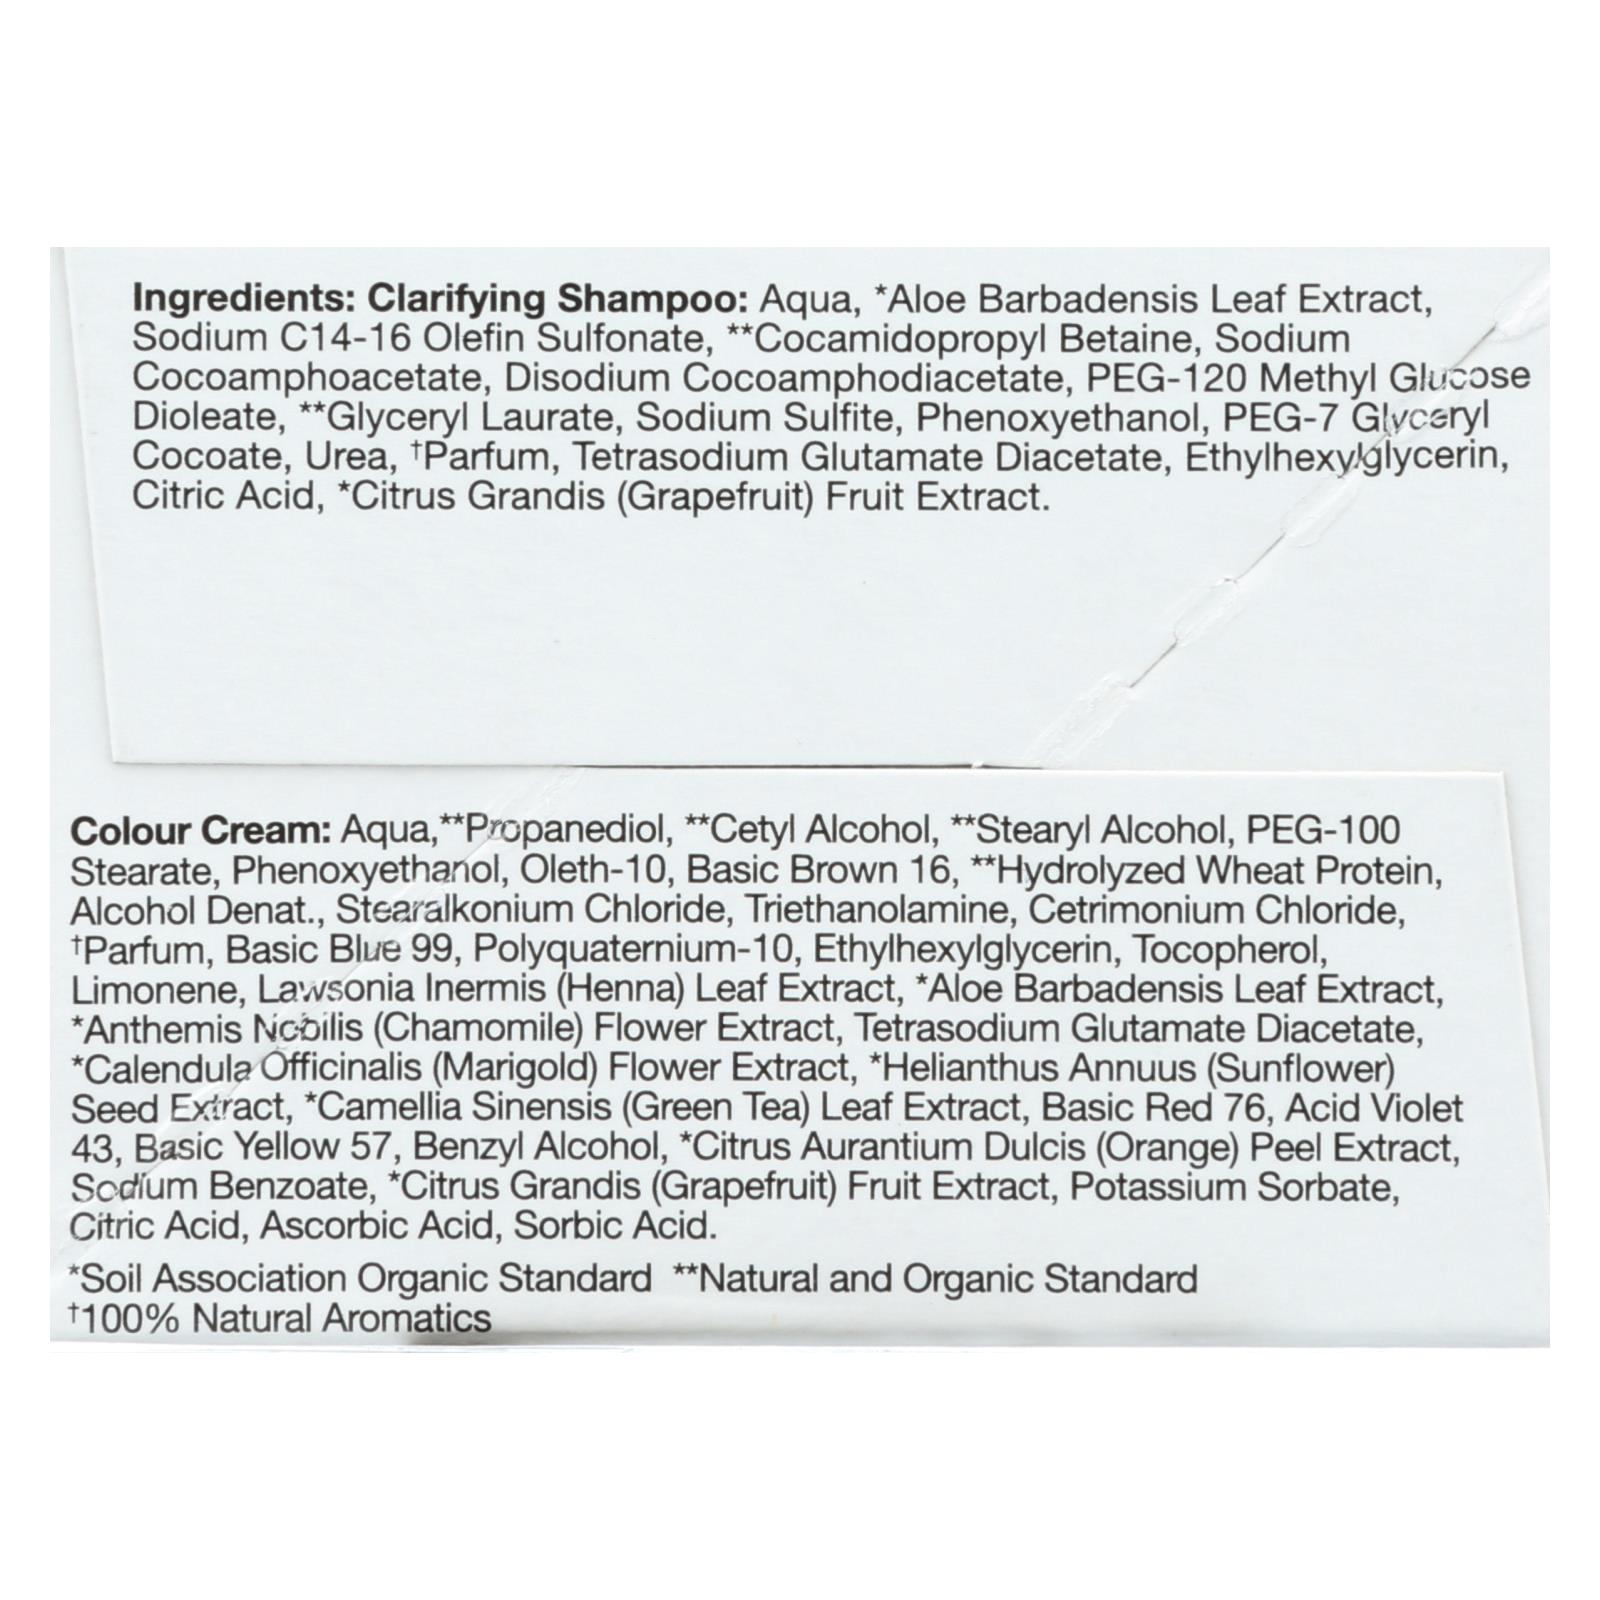 Ingredients: Clarifying Shampoo: Aqua, *Aloe Barbadensis Leaf Extract,
Sodium C14-16 Olefin Sulfonate, **Cocamidopropyl Betaine, Sodium
Cocoamphoacetate, Disodium Cocoamphodiacetate, PEG-120 Methyl Glucose
Dioleate, **Glyceryl Laurate, Sodium Sulfite, Phenoxyethanol, PEG-7 Glyceryl
Cocoate, Urea, †Parfum, Tetrasodium Glutamate Diacetate, Ethylhexylglycerin,
Citric Acid, *Citrus Grandis (Grapefruit) Fruit Extract.
Colour Cream: Aqua,**Propanediol, **Cetyl Alcohol, **Stearyl Alcohol, PEG-100
Stearate, Phenoxyethanol, Oleth-10, Basic Brown 16, **Hydrolyzed Wheat Protein,
Alcohol Denat., Stearalkonium Chloride, Triethanolamine, Cetrimonium Chloride,
†Parfum, Basic Blue 99, Polyquaternium-10, Ethylhexylglycerin, Tocopherol,
Limonene, Lawsonia Inermis (Henna) Leaf Extract, *Aloe Barbadensis Leaf Extract,
*Anthemis Nobilis (Chamomile) Flower Extract, Tetrasodium Glutamate Diacetate,
*Calendula Officinalis (Marigold) Flower Extract, *Helianthus Annuus (Sunflower)
Seed Extract, *Camellia Sinensis (Green Tea) Leaf Extract, Basic Red 76, Acid Violet
43, Basic Yellow 57, Benzyl Alcohol, *Citrus Aurantium Dulcis (Orange) Peel Extract,
Sodium Benzoate, *Citrus Grandis (Grapefruit) Fruit Extract, Potassium Sorbate,
Citric Acid, Ascorbic Acid, Sorbic Acid.
*Soil Association Organic Standard **Natural and Organic Standard
†100% Natural Aromatics